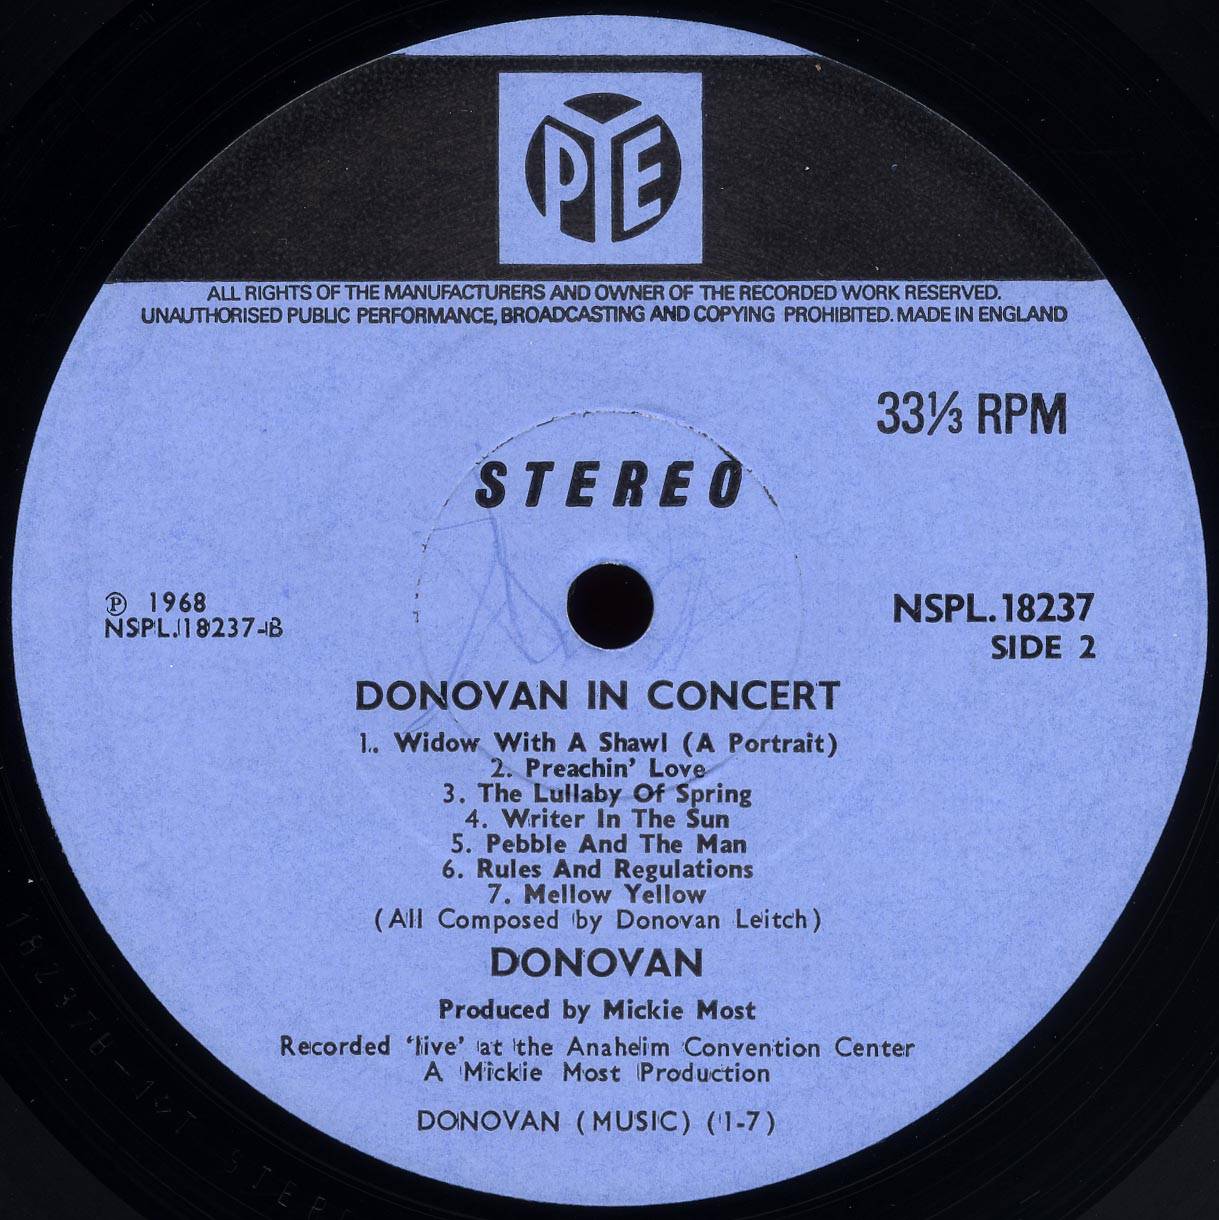 PYE
ALL RIGHTS OF THE MANUFACTURERS AND OWNER OF THE RECORDED WORK RESERVED.
UNAUTHORISED PUBLIC PERFORMANCE, BROADCASTING AND COPYING PROHIBITED. MADE IN ENGLAND
33⅓ RPM
STEREO
℗ 1968
NSPL.18237-B
NSPL.18237
SIDE 2
DONOVAN IN CONCERT
1. Widow With A Shawl (A Portrait)
2. Preachin' Love
3. The Lullaby Of Spring
4. Writer In The Sun
5. Pebble And The Man
6. Rules And Regulations
7. Mellow Yellow
(All Composed by Donovan Leitch)
DONOVAN
Produced by Mickie Most
Recorded 'live' at the Anaheim Convention Center
A Mickie Most Production
DONOVAN (MUSIC) (1-7)